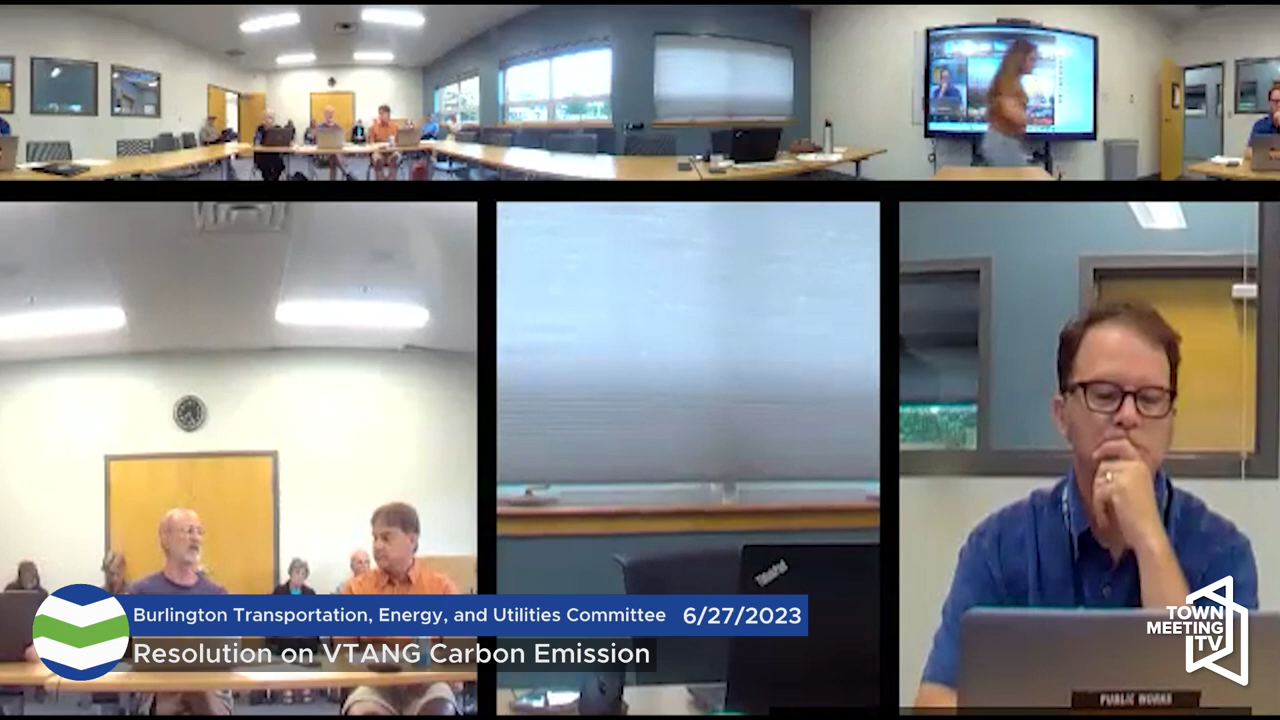 ThinkPad
Burlington Transportation, Energy, and Utilities Committee 6/27/2023
Resolution on VTANG Carbon Emission
TOWN
MEETING
TV
PUBLIC WORKS